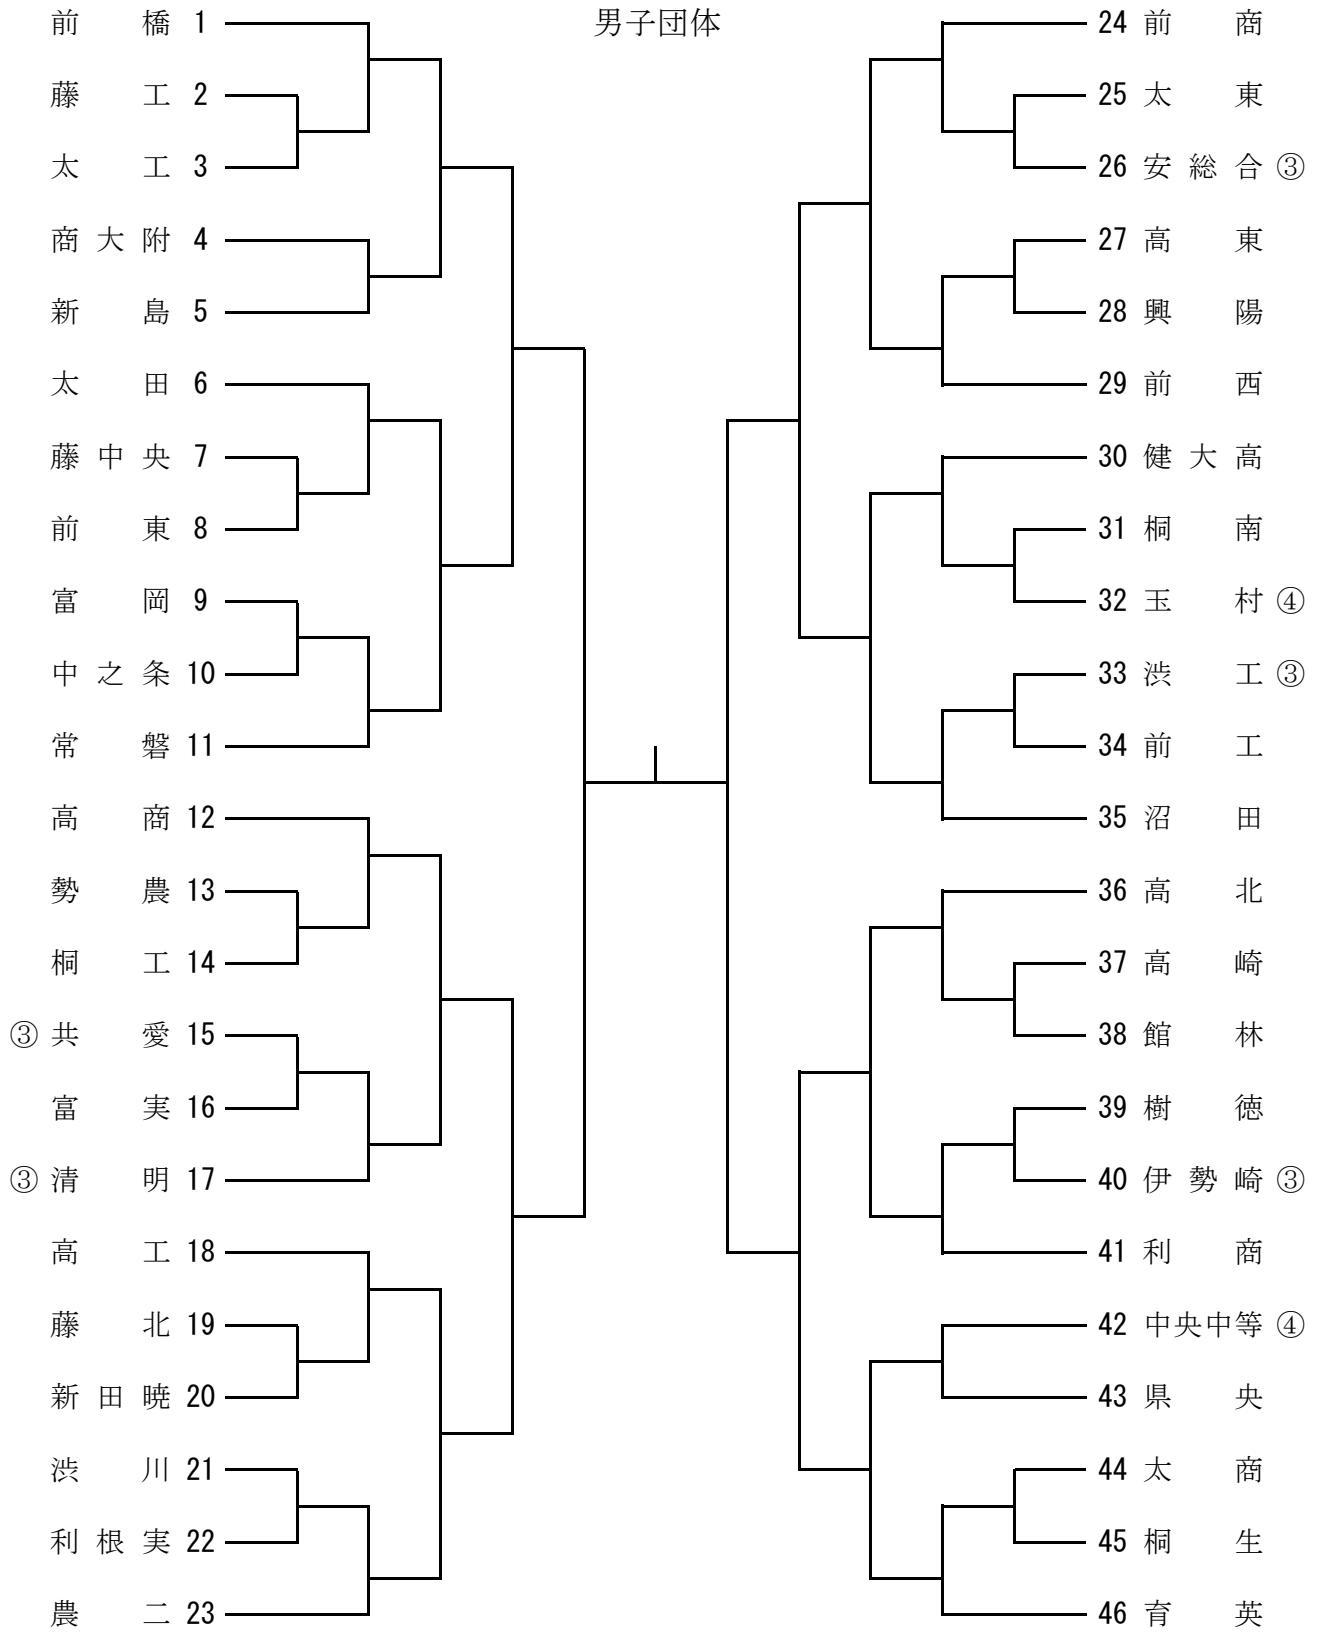 男子団体
前橋 1
藤工 2
太工 3
商大附 4
新島 5
太田 6
藤中央 7
前東 8
富岡 9
中之条 10
常磐 11
高商 12
勢農 13
桐工 14
③ 共愛 15
富実 16
③ 清明 17
高工 18
藤北 19
新田暁 20
渋川 21
利根実 22
農二 23
24 前商
25 太東
26 安総合 ③
27 高東
28 興陽
29 前西
30 健大高
31 桐南
32 玉村 ④
33 渋工 ③
34 前工
35 沼田
36 高北
37 高崎
38 館林
39 樹徳
40 伊勢崎 ③
41 利商
42 中央中等 ④
43 県央
44 太商
45 桐生
46 育英